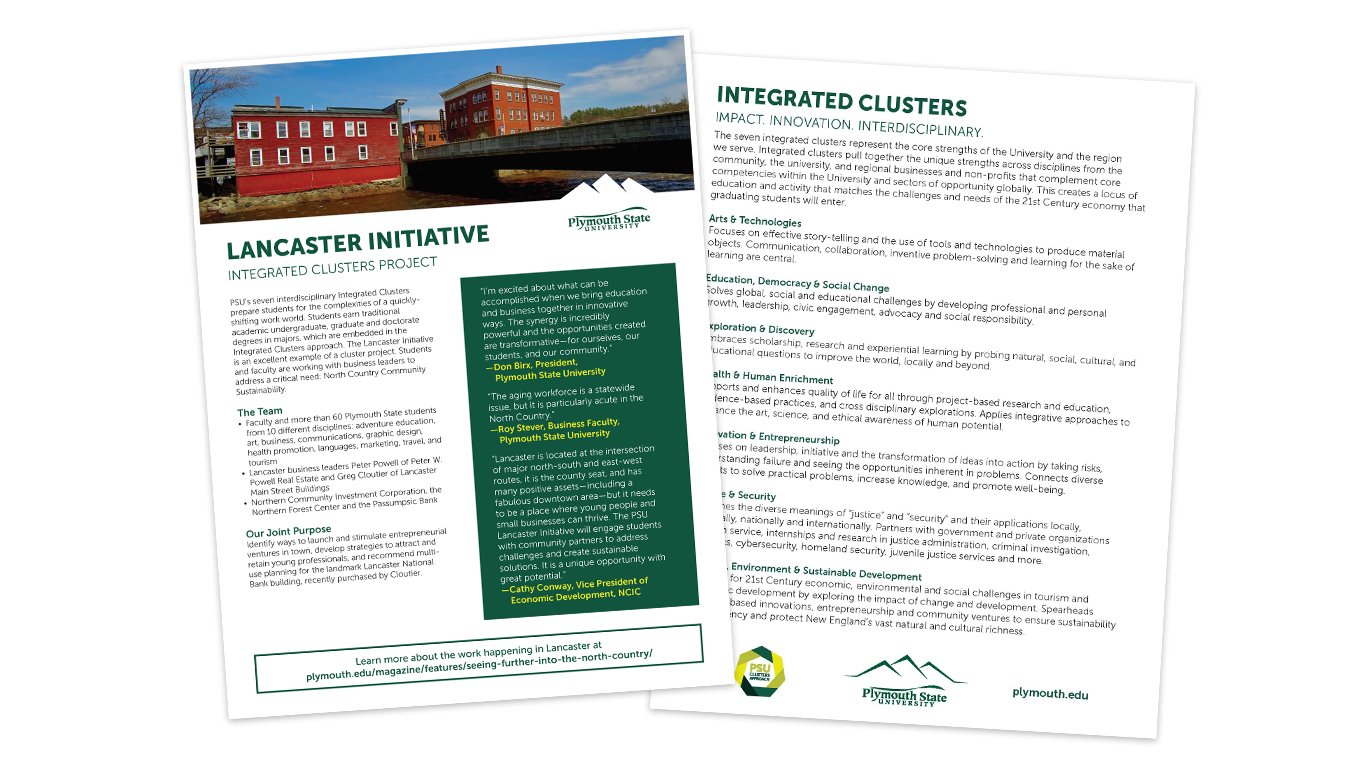 LANCASTER INITIATIVE
INTEGRATED CLUSTERS PROJECT
Plymouth State
UNIVERSITY
PSU's seven interdisciplinary Integrated Clusters
prepare students for the complexities of a quickly-
shifting work world. Students earn traditional
academic undergraduate, graduate and doctorate
degrees in majors, which are embedded in the
Integrated Clusters approach. The Lancaster Initiative
is an excellent example of a cluster project. Students
and faculty are working with business leaders to
address a critical need: North Country Community
Sustainability.
The Team
• Faculty and more than 60 Plymouth State students
from 10 different disciplines: adventure education,
art, business, communications, graphic design,
health promotion, languages, marketing, travel, and
tourism
• Lancaster business leaders Peter Powell of Peter W.
Powell Real Estate and Greg Cloutier of Lancaster
Main Street Buildings
• Northern Community Investment Corporation, the
Northern Forest Center and the Passumpsic Bank
Our Joint Purpose
Identify ways to launch and stimulate entrepreneurial
ventures in town, develop strategies to attract and
retain young professionals, and recommend multi-
use planning for the landmark Lancaster National
Bank building, recently purchased by Cloutier.
"I'm excited about what can be
accomplished when we bring education
and business together in innovative
ways. The synergy is incredibly
powerful and the opportunities created
are transformative—for ourselves, our
students, and our community."
—Don Birx, President,
Plymouth State University
"The aging workforce is a statewide
issue, but it is particularly acute in the
North Country."
—Roy Stever, Business Faculty,
Plymouth State University
"Lancaster is located at the intersection
of major north-south and east-west
routes, it is the county seat, and has
many positive assets—including a
fabulous downtown area—but it needs
to be a place where young people and
small businesses can thrive. The PSU
Lancaster Initiative will engage students
with community partners to address
challenges and create sustainable
solutions. It is a unique opportunity with
great potential."
—Cathy Conway, Vice President of
Economic Development, NCIC
Learn more about the work happening in Lancaster at
plymouth.edu/magazine/features/seeing-further-into-the-north-country/
INTEGRATED CLUSTERS
IMPACT. INNOVATION. INTERDISCIPLINARY.
The seven integrated clusters represent the core strengths of the University and the region
we serve. Integrated clusters pull together the unique strengths across disciplines from the
community, the university, and regional businesses and non-profits that complement core
competencies within the University and sectors of opportunity globally. This creates a locus of
education and activity that matches the challenges and needs of the 21st Century economy that
graduating students will enter.
Arts & Technologies
Focuses on effective story-telling and the use of tools and technologies to produce material
objects. Communication, collaboration, inventive problem-solving and learning for the sake of
learning are central.
Education, Democracy & Social Change
Solves global, social and educational challenges by developing professional and personal
growth, leadership, civic engagement, advocacy and social responsibility.
xploration & Discovery
mbraces scholarship, research and experiential learning by probing natural, social, cultural, and
ucational questions to improve the world, locally and beyond.
alth & Human Enrichment
pports and enhances quality of life for all through project-based research and education,
dence-based practices, and cross disciplinary explorations. Applies integrative approaches to
ance the art, science, and ethical awareness of human potential.
vation & Entrepreneurship
ses on leadership, initiative and the transformation of ideas into action by taking risks,
rstanding failure and seeing the opportunities inherent in problems. Connects diverse
ts to solve practical problems, increase knowledge, and promote well-being.
e & Security
nes the diverse meanings of "justice" and "security" and their applications locally,
ally, nationally and internationally. Partners with government and private organizations
n service, internships and research in justice administration, criminal investigation,
s, cybersecurity, homeland security, juvenile justice services and more.
, Environment & Sustainable Development
for 21st Century economic, environmental and social challenges in tourism and
c development by exploring the impact of change and development. Spearheads
based innovations, entrepreneurship and community ventures to ensure sustainability
ency and protect New England's vast natural and cultural richness.
PSU
CLUSTERS
APPROACH
Plymouth State
UNIVERSITY
plymouth.edu